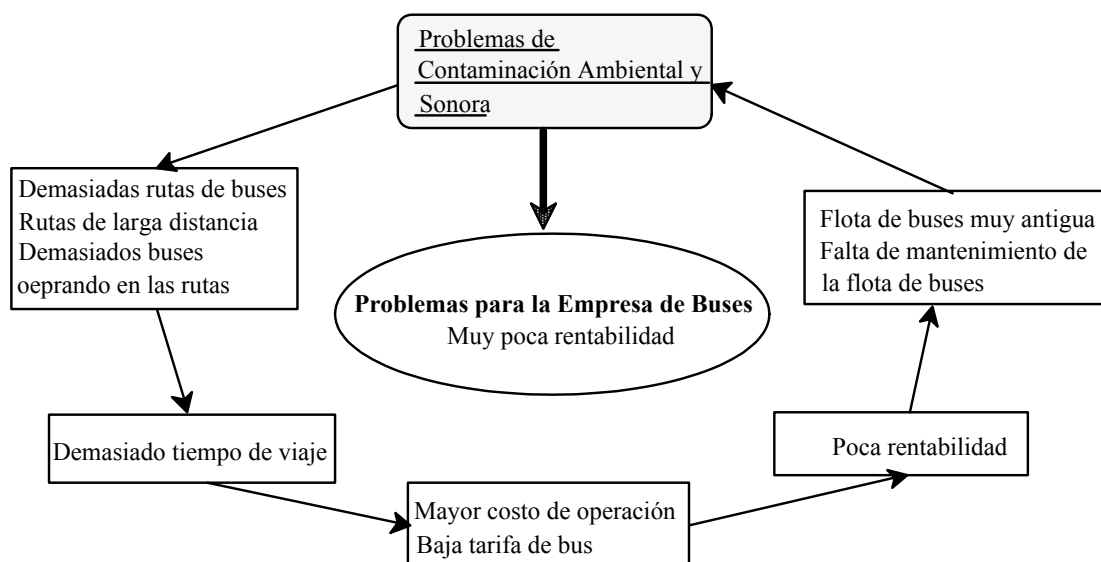 Problemas de
Contaminación Ambiental y
Sonora
Demasiadas rutas de buses
Rutas de larga distancia
Demasiados buses
oeprando en las rutas
Flota de buses muy antigua
Falta de mantenimiento de
la flota de buses
Problemas para la Empresa de Buses
Muy poca rentabilidad
Demasiado tiempo de viaje
Poca rentabilidad
Mayor costo de operación
Baja tarifa de bus